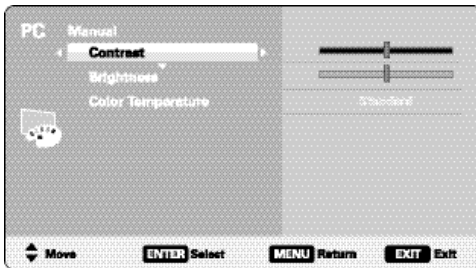 PC Manual
Contrast
Brightness
Color Temperature Standard
Move ENTER Select MENU Return EXIT Exit